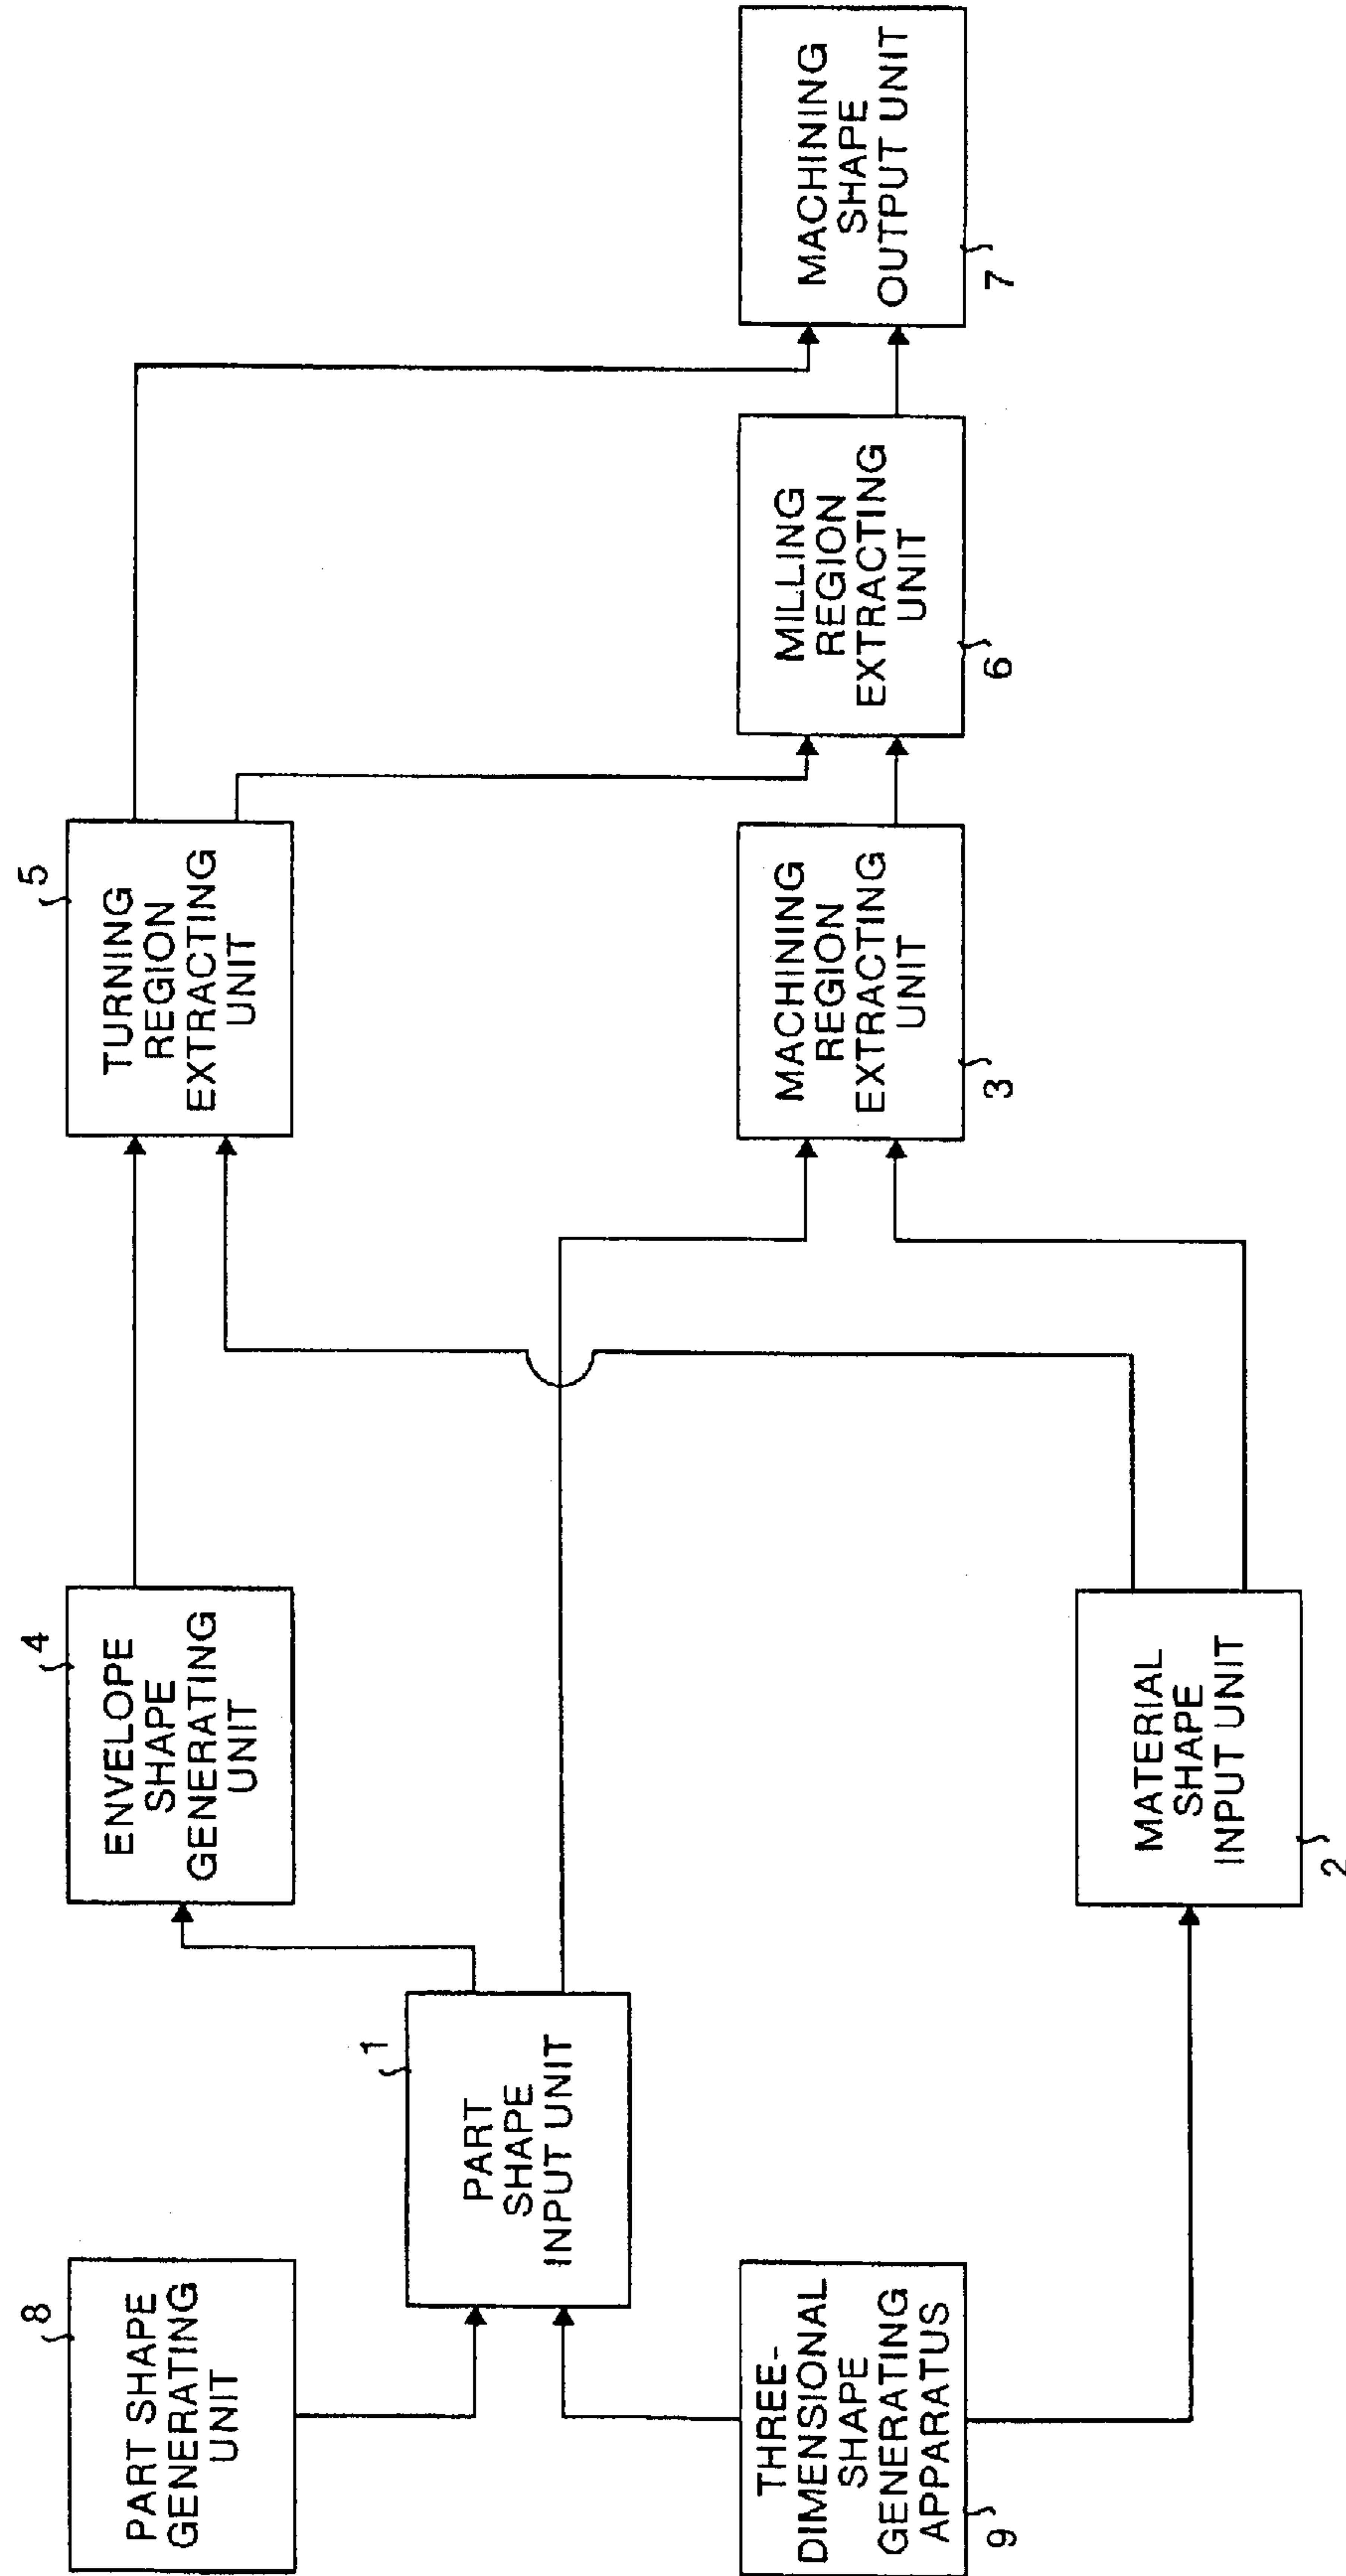 8
PART SHAPE
GENERATING
UNIT
4
ENVELOPE
SHAPE
GENERATING
UNIT
5
TURNING
REGION
EXTRACTING
UNIT
1
PART
SHAPE
INPUT UNIT
THREE-
DIMENSIONAL
SHAPE
GENERATING
APPARATUS
9
MACHINING
REGION
EXTRACTING
UNIT
3
MILLING
REGION
EXTRACTING
UNIT
6
MACHINING
SHAPE
OUTPUT UNIT
7
MATERIAL
SHAPE
INPUT UNIT
2